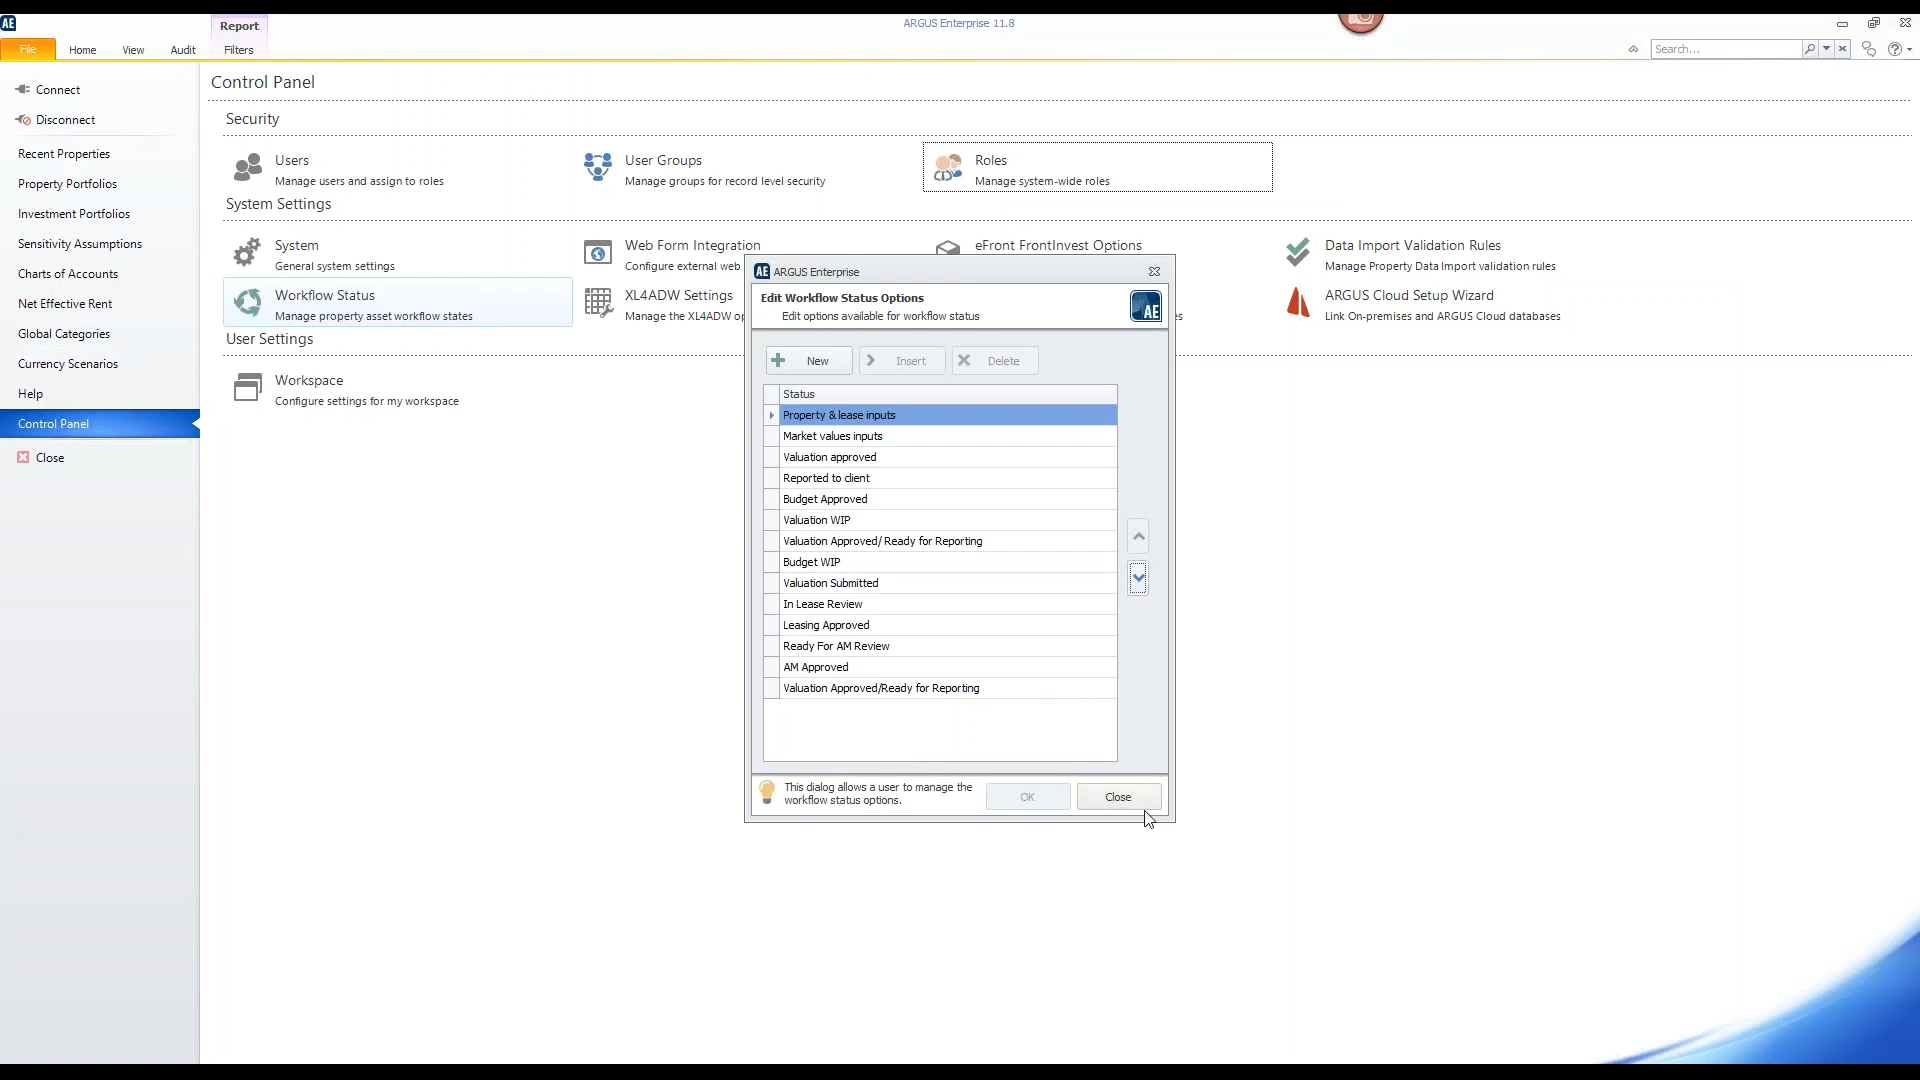 AE
Report
ARGUS Enterprise 11.8
File
Home
View
Audit
Filters
Search...
Connect
Disconnect
Recent Properties
Property Portfolios
Investment Portfolios
Sensitivity Assumptions
Charts of Accounts
Net Effective Rent
Global Categories
Currency Scenarios
Help
Control Panel
Close
Control Panel
Security
Users
Manage users and assign to roles
User Groups
Manage groups for record level security
Roles
Manage system-wide roles
System Settings
System
General system settings
Web Form Integration
Configure external web
eFront FrontInvest Options
Data Import Validation Rules
Manage Property Data Import validation rules
Workflow Status
Manage property asset workflow states
XL4ADW Settings
Manage the XL4ADW op
es
ARGUS Cloud Setup Wizard
Link On-premises and ARGUS Cloud databases
User Settings
Workspace
Configure settings for my workspace
AE ARGUS Enterprise
Edit Workflow Status Options
Edit options available for workflow status
AE
New
Insert
Delete
Status
Property & lease inputs
Market values inputs
Valuation approved
Reported to client
Budget Approved
Valuation WIP
Valuation Approved/ Ready for Reporting
Budget WIP
Valuation Submitted
In Lease Review
Leasing Approved
Ready For AM Review
AM Approved
Valuation Approved/Ready for Reporting
This dialog allows a user to manage the
workflow status options.
OK
Close